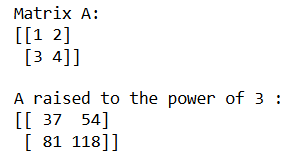 Matrix A:
[[1 2]
 [3 4]]

A raised to the power of 3 :
[[ 37  54]
 [ 81 118]]